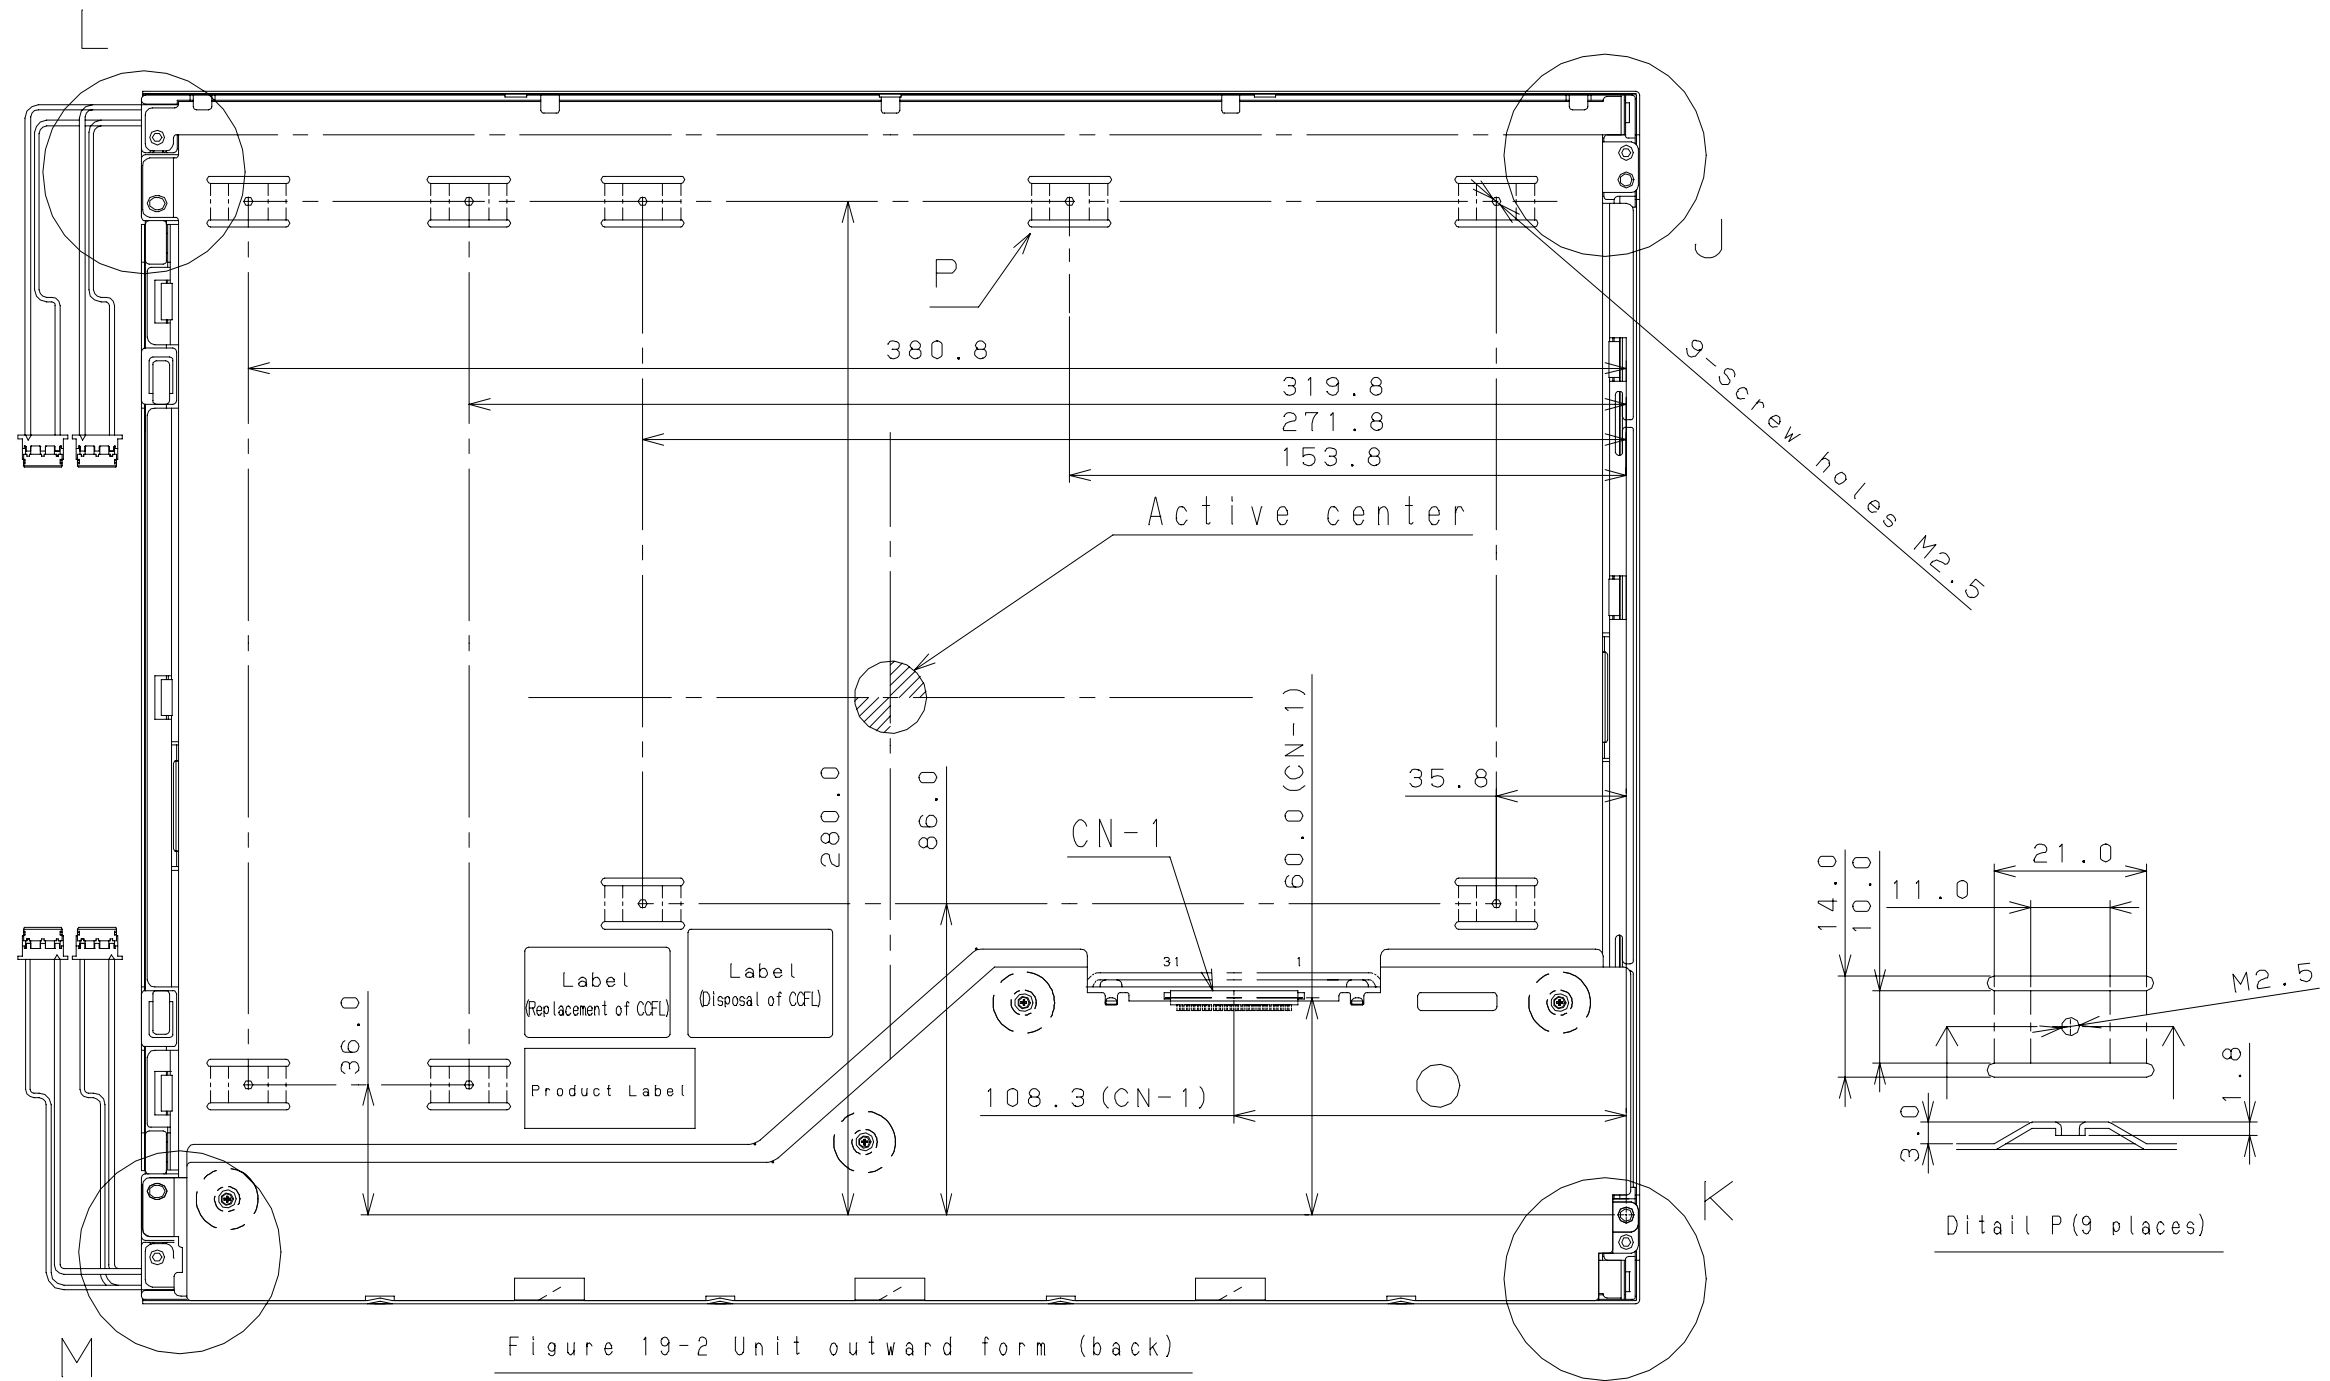 L
J
P
380.8
319.8
271.8
153.8
9-Screw holes M2.5
Active center
60.0(CN-1)
280.0
86.0
35.8
CN-1
21.0
11.0
14.0
10.0
M2.5
1.8
3.0
31
1
Label
(Replacement of CCFL)
Label
(Disposal of CCFL)
Product Label
36.0
108.3(CN-1)
K
Ditail P(9 places)
M
Figure 19-2 Unit outward form (back)